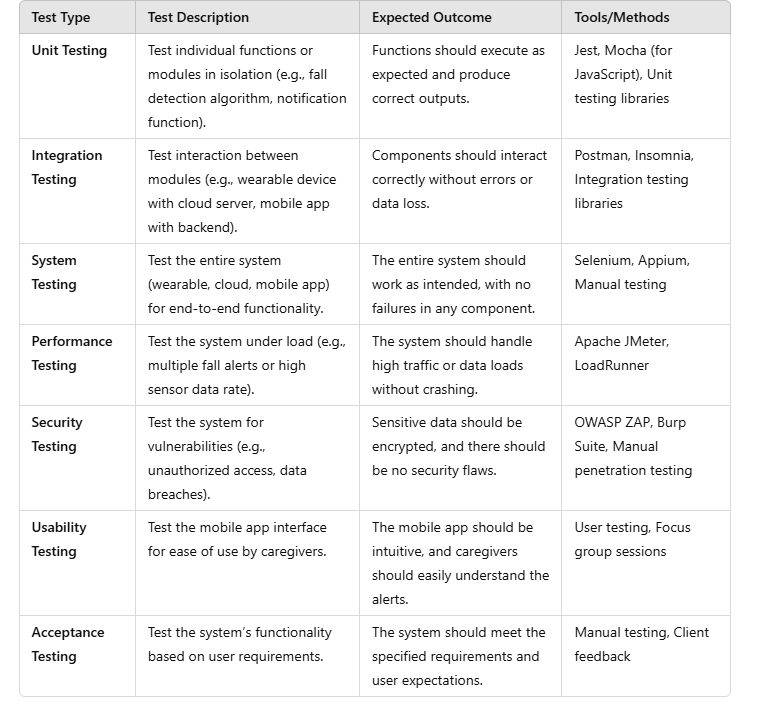 Test Type
Test Description
Expected Outcome
Tools/Methods
Unit Testing
Test individual functions or
modules in isolation (e.g., fall
detection algorithm, notification
function).
Functions should execute as
expected and produce
correct outputs.
Jest, Mocha (for
JavaScript), Unit
testing libraries
Integration
Testing
Test interaction between
modules (e.g., wearable device
with cloud server, mobile app
with backend).
Components should interact
correctly without errors or
data loss.
Postman, Insomnia,
Integration testing
libraries
System
Testing
Test the entire system
(wearable, cloud, mobile app)
for end-to-end functionality.
The entire system should
work as intended, with no
failures in any component.
Selenium, Appium,
Manual testing
Performance
Testing
Test the system under load (e.g.,
multiple fall alerts or high
sensor data rate).
The system should handle
high traffic or data loads
without crashing.
Apache JMeter,
LoadRunner
Security
Testing
Test the system for
vulnerabilities (e.g.,
unauthorized access, data
breaches).
Sensitive data should be
encrypted, and there should
be no security flaws.
OWASP ZAP, Burp
Suite, Manual
penetration testing
Usability
Testing
Test the mobile app interface
for ease of use by caregivers.
The mobile app should be
intuitive, and caregivers
should easily understand the
alerts.
User testing, Focus
group sessions
Acceptance
Testing
Test the system's functionality
based on user requirements.
The system should meet the
specified requirements and
user expectations.
Manual testing, Client
feedback